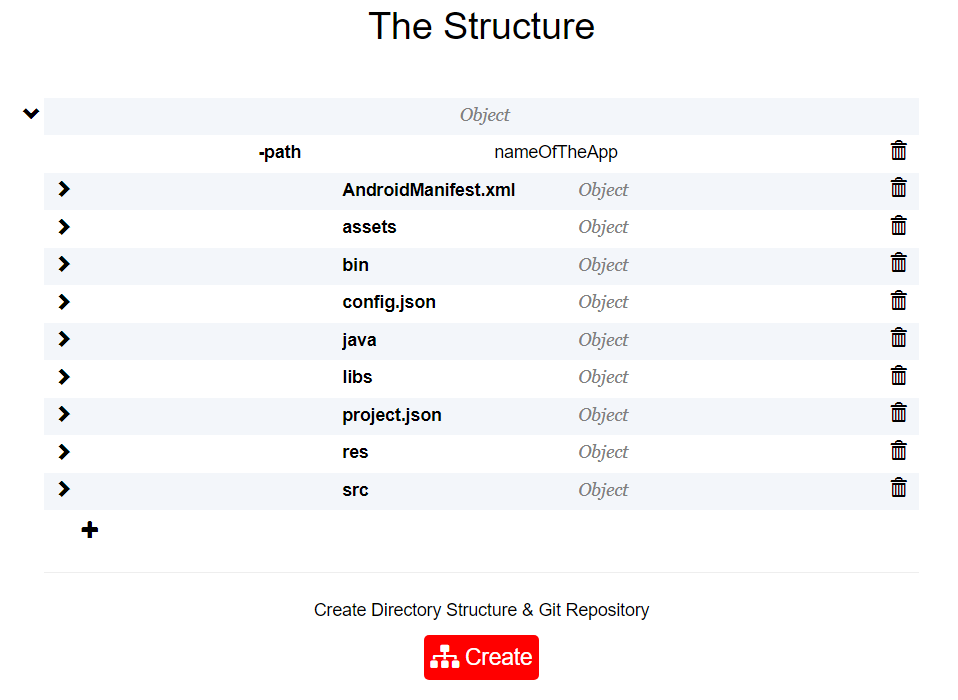 The Structure
Object
-path nameOfTheApp
AndroidManifest.xml Object
assets Object
bin Object
config.json Object
java Object
libs Object
project.json Object
res Object
src Object
Create Directory Structure & Git Repository
Create